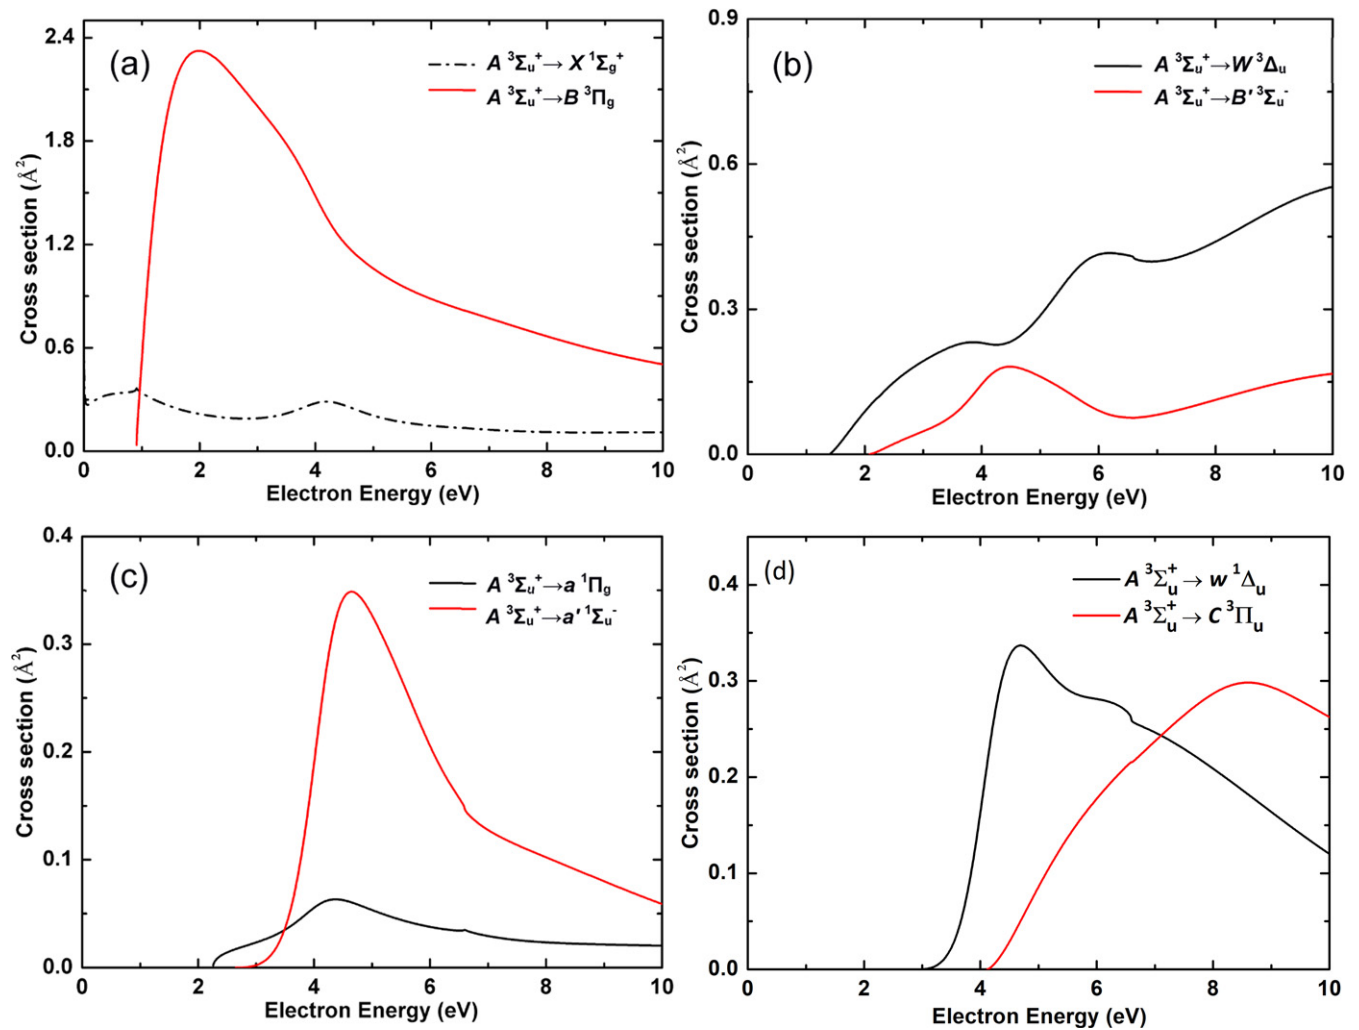 (a)
A ³Σᵤ⁺→X ¹Σg⁺
A ³Σᵤ⁺→B ³Πg
2.4
1.8
1.2
0.6
0.0
Cross section (Å²)
0 2 4 6 8 10
Electron Energy (eV)
(b)
A ³Σᵤ⁺→W ³Δᵤ
A ³Σᵤ⁺→B′ ³Σᵤ⁻
0.9
0.6
0.3
0.0
Cross section (Å²)
0 2 4 6 8 10
Electron Energy (eV)
(c)
A ³Σᵤ⁺→a ¹Πg
A ³Σᵤ⁺→a′ ¹Σᵤ⁻
0.4
0.3
0.2
0.1
0.0
Cross section (Å²)
0 2 4 6 8 10
Electron Energy (eV)
(d)
A ³Σᵤ⁺→ w ¹Δᵤ
A ³Σᵤ⁺→ C ³Πᵤ
0.4
0.3
0.2
0.1
0.0
Cross section (Å²)
0 2 4 6 8 10
Electron Energy (eV)